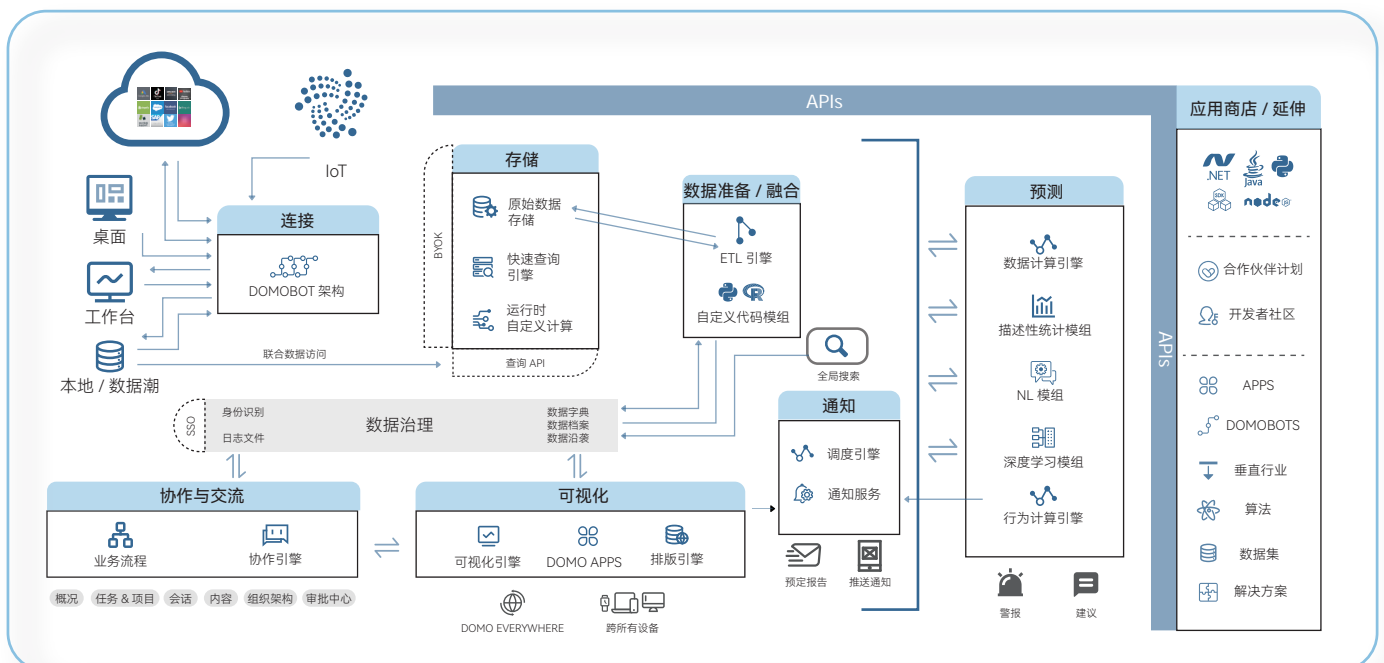 APIs
应用商店 / 延伸
.NET
Java
SDK
node
合作伙伴计划
开发者社区
APPS
DOMOBOTS
垂直行业
算法
数据集
解决方案
APIs
IoT
桌面
工作台
本地 / 数据潮
连接
DOMOBOT 架构
联合数据访问
BYOK
存储
原始数据
存储
快速查询
引擎
运行时
自定义计算
查询 API
数据准备 / 融合
ETL 引擎
R
自定义代码模组
全局搜索
预测
数据计算引擎
描述性统计模组
NL 模组
深度学习模组
行为计算引擎
警报
建议
通知
调度引擎
通知服务
预定报告
推送通知
SSO
身份识别
日志文件
数据治理
数据字典
数据档案
数据沿袭
协作与交流
业务流程
协作引擎
概况
任务 & 项目
会话
内容
组织架构
审批中心
可视化
可视化引擎
DOMO APPS
排版引擎
DOMO EVERYWHERE
跨所有设备